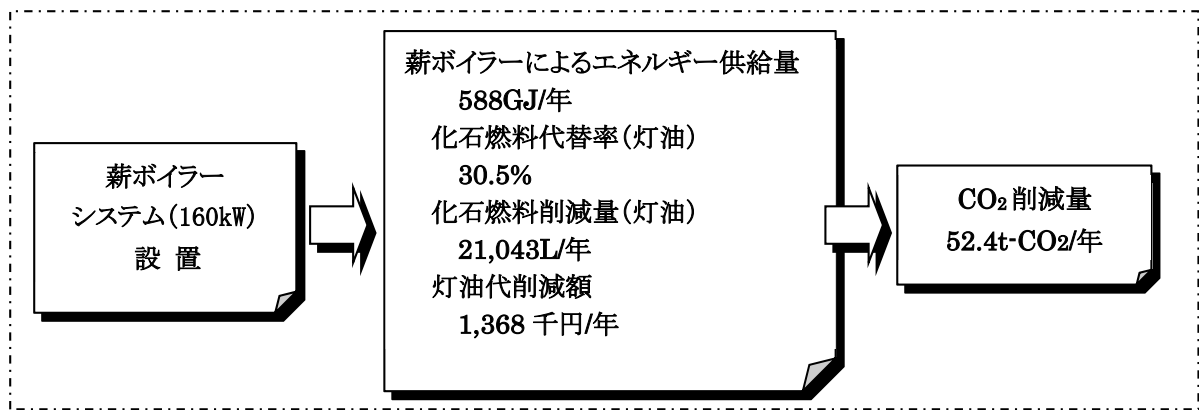 薪ボイラー
システム(160kW)
設 置
薪ボイラーによるエネルギー供給量
588GJ/年
化石燃料代替率(灯油)
30.5%
化石燃料削減量(灯油)
21,043L/年
灯油代削減額
1,368 千円/年
CO₂削減量
52.4t-CO2/年